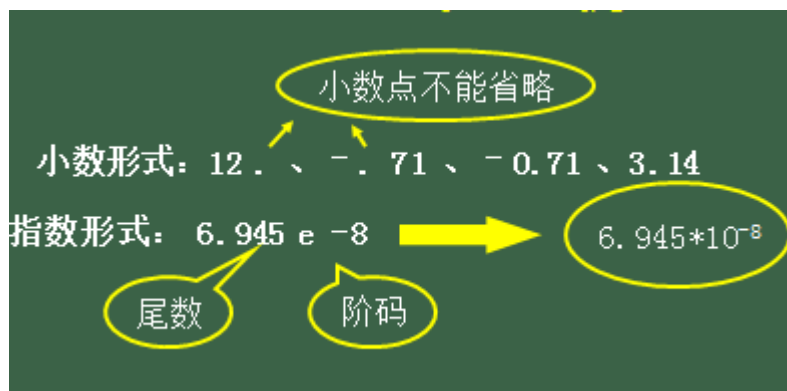 小数点不能省略
小数形式：12．、－．71、－0.71、3.14
指数形式：6.945 e -8
6.945*10⁻⁸
尾数
阶码